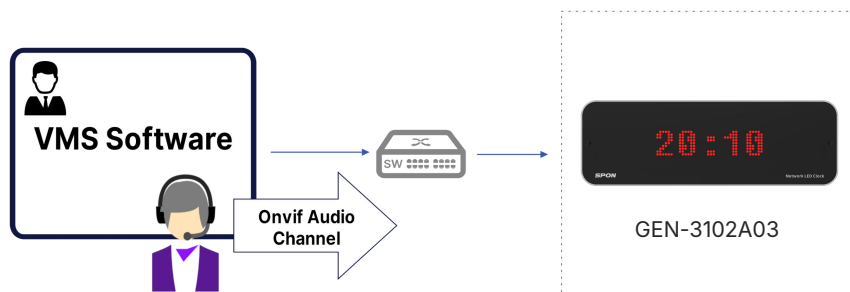 VMS Software
Onvif Audio
Channel
SW
20:10
SPON
Network LED Clock
GEN-3102A03